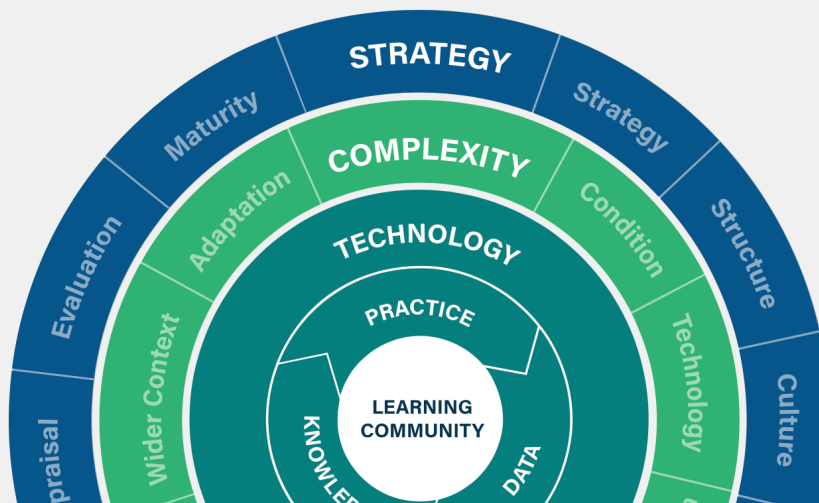 STRATEGY
Maturity
Strategy
Evaluation
Structure
Culture
COMPLEXITY
Adaptation
Condition
Wider Context
Technology
TECHNOLOGY
PRACTICE
DATA
LEARNING
COMMUNITY